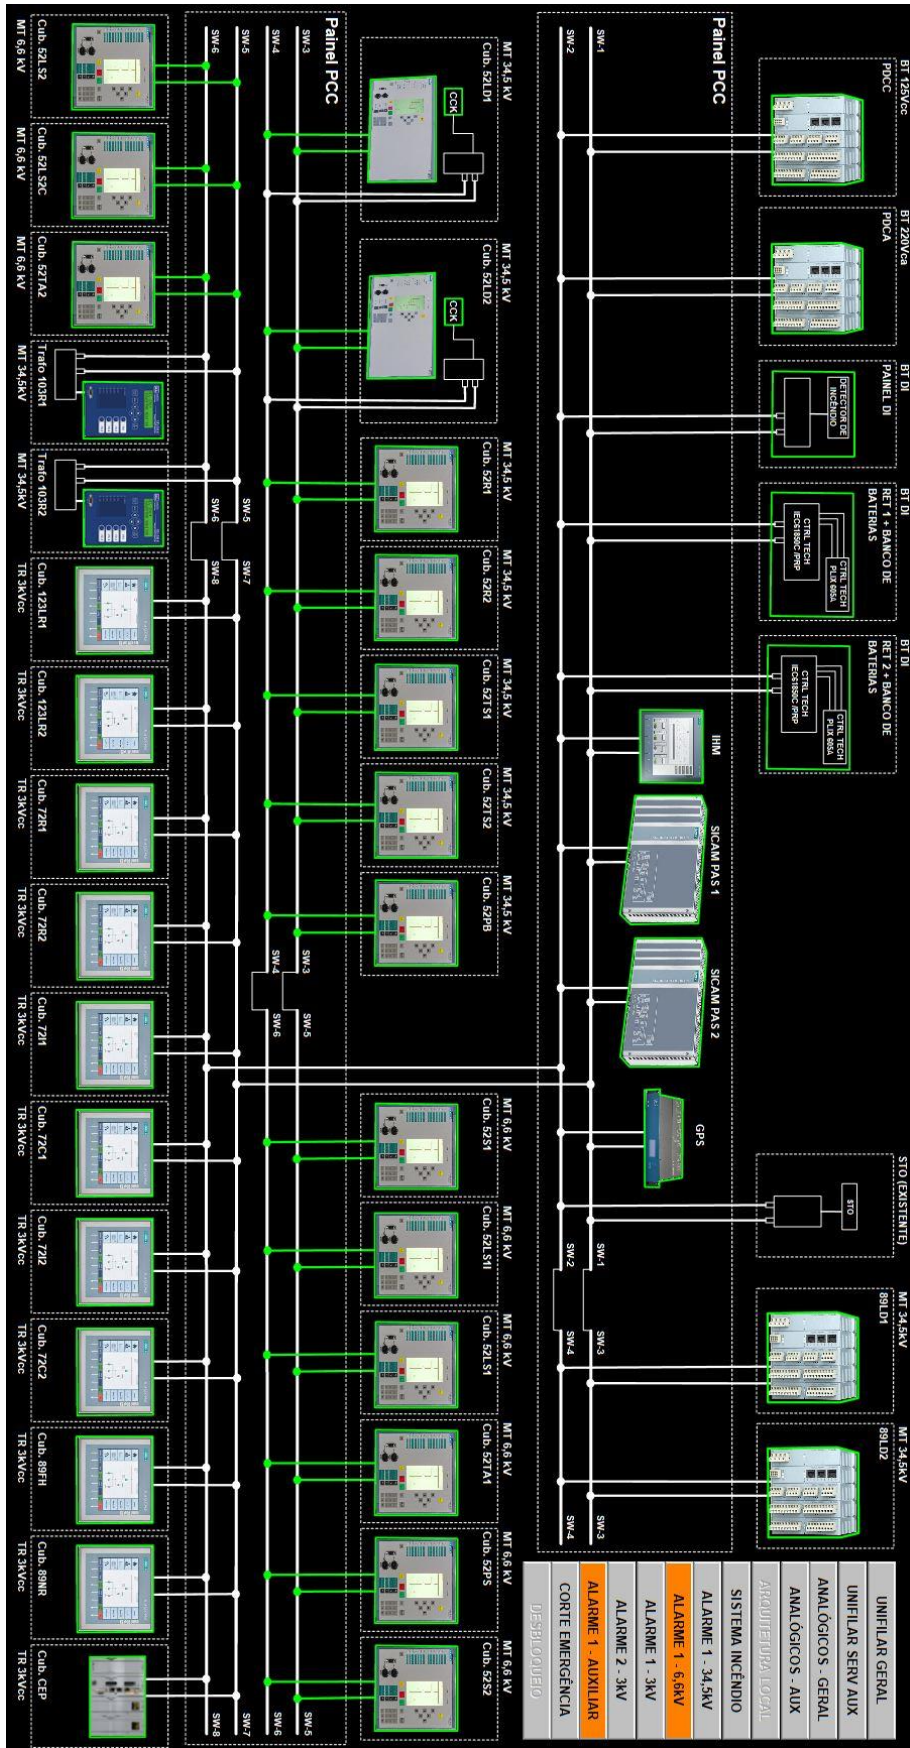 BT 125Vcc
PDCC
BT 220Vca
PDCA
BT DI
PAINEL DI
DETECTOR DE
INCÊNDIO
BT DI
RET 1 + BANCO DE
BATERIAS
CTRL TECH
PLIX 605A
CTRL TECH
IEC61850C /PRP
BT DI
RET 2 + BANCO DE
BATERIAS
CTRL TECH
PLIX 605A
CTRL TECH
IEC61850C /PRP
STO (EXISTENTE)
STO
MT 34,5kV
89LD1
MT 34,5kV
89LD2
UNIFILAR GERAL
UNIFILAR SERV AUX
ANALÓGICOS - GERAL
ANALÓGICOS - AUX
ARQUITETURA LOCAL
SISTEMA INCÊNDIO
ALARME 1 - 34,5kV
ALARME 1 - 6,6kV
ALARME 1 - 3kV
ALARME 2 - 3kV
ALARME 1 - AUXILIAR
CORTE EMERGÊNCIA
DESBLOQUEIO
Painel PCC
IHM
SICAM PAS 1
SICAM PAS 2
GPS
SW-1
SW-2
SW-1
SW-2
SW-3
SW-4
SW-3
SW-4
MT 34,5 kV
Cub. 52LD1
CCK
MT 34,5 kV
Cub. 52LD2
CCK
MT 34,5 kV
Cub. 52R1
MT 34,5 kV
Cub. 52R2
MT 34,5 kV
Cub. 52TS1
MT 34,5 kV
Cub. 52TS2
MT 34,5 kV
Cub. 52PB
MT 6,6 kV
Cub. 52S1
MT 6,6 kV
Cub. 52LS1I
MT 6,6 kV
Cub. 52LS1
MT 6,6 kV
Cub. 52TA1
MT 6,6 kV
Cub. 52PS
MT 6,6 kV
Cub. 52S2
Painel PCC
SW-3
SW-4
SW-3
SW-4
SW-5
SW-6
SW-5
SW-6
SW-5
SW-6
SW-5
SW-6
SW-7
SW-8
SW-7
SW-8
Cub. 52LS2
MT 6,6 kV
Cub. 52LS2C
MT 6,6 kV
Cub. 52TA2
MT 6,6 kV
Trafo 103R1
MT 34,5kV
Trafo 103R2
MT 34,5kV
Cub. 123LR1
TR 3kVcc
Cub. 123LR2
TR 3kVcc
Cub. 72R1
TR 3kVcc
Cub. 72R2
TR 3kVcc
Cub. 72I1
TR 3kVcc
Cub. 72C1
TR 3kVcc
Cub. 72I2
TR 3kVcc
Cub. 72C2
TR 3kVcc
Cub. 89FH
TR 3kVcc
Cub. 89NR
TR 3kVcc
Cub. CEP
TR 3kVcc